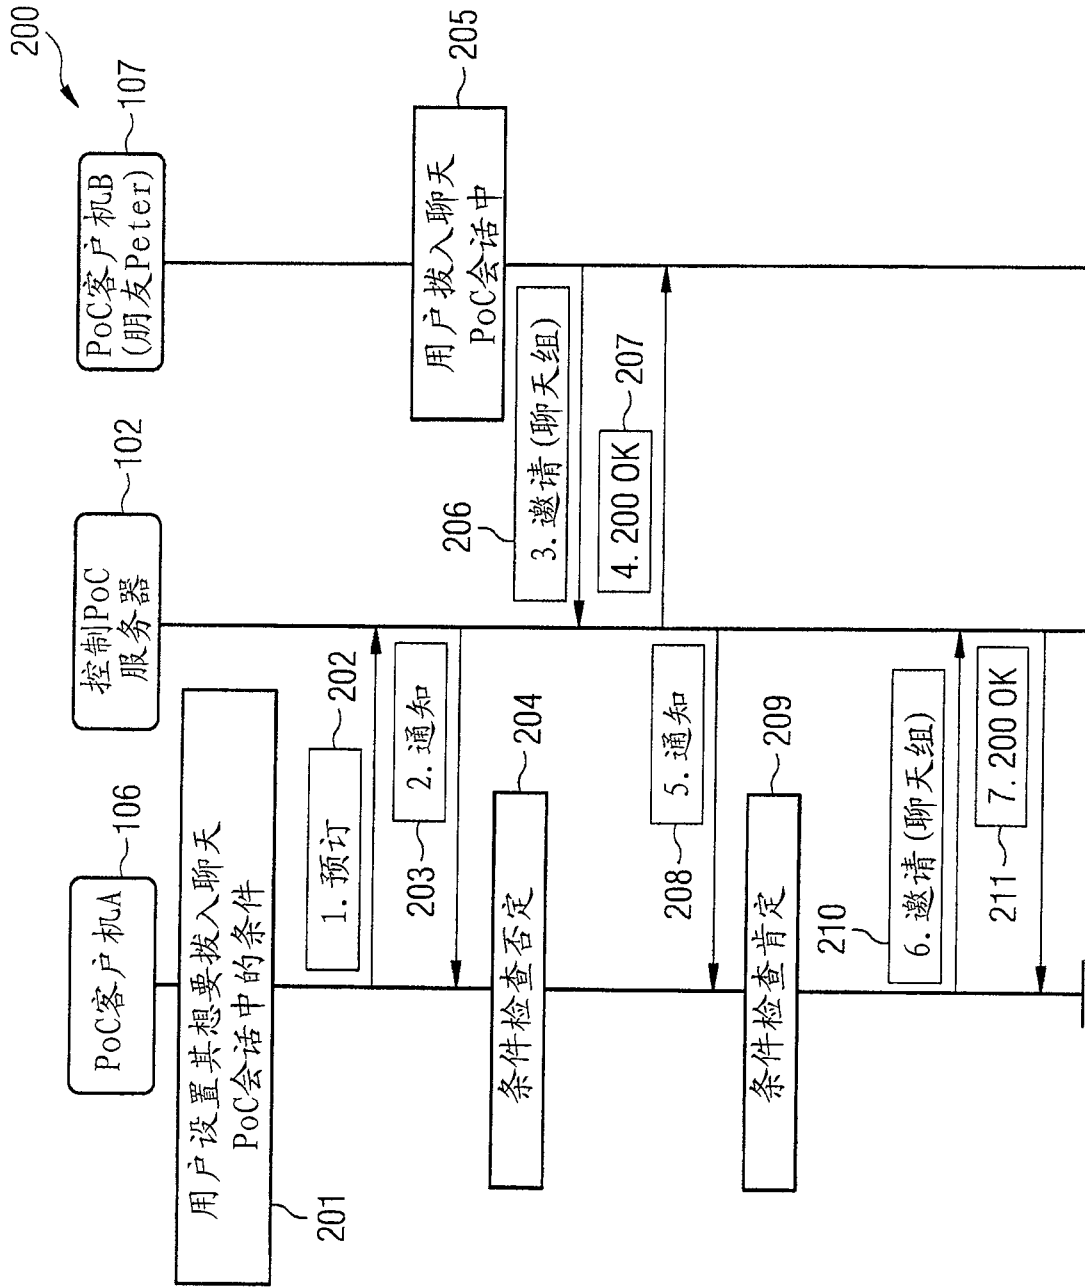 200
PoC客户机A
106
控制PoC
服务器
102
PoC客户机B
(朋友Peter)
107
用户设置其想要拨入聊天
PoC会话中的条件
201
1.预订
202
2.通知
203
条件检查否定
204
用户拨入聊天
PoC会话中
205
3.邀请(聊天组)
206
4.200 OK
207
5.通知
208
条件检查肯定
209
6.邀请(聊天组)
210
7.200 OK
211